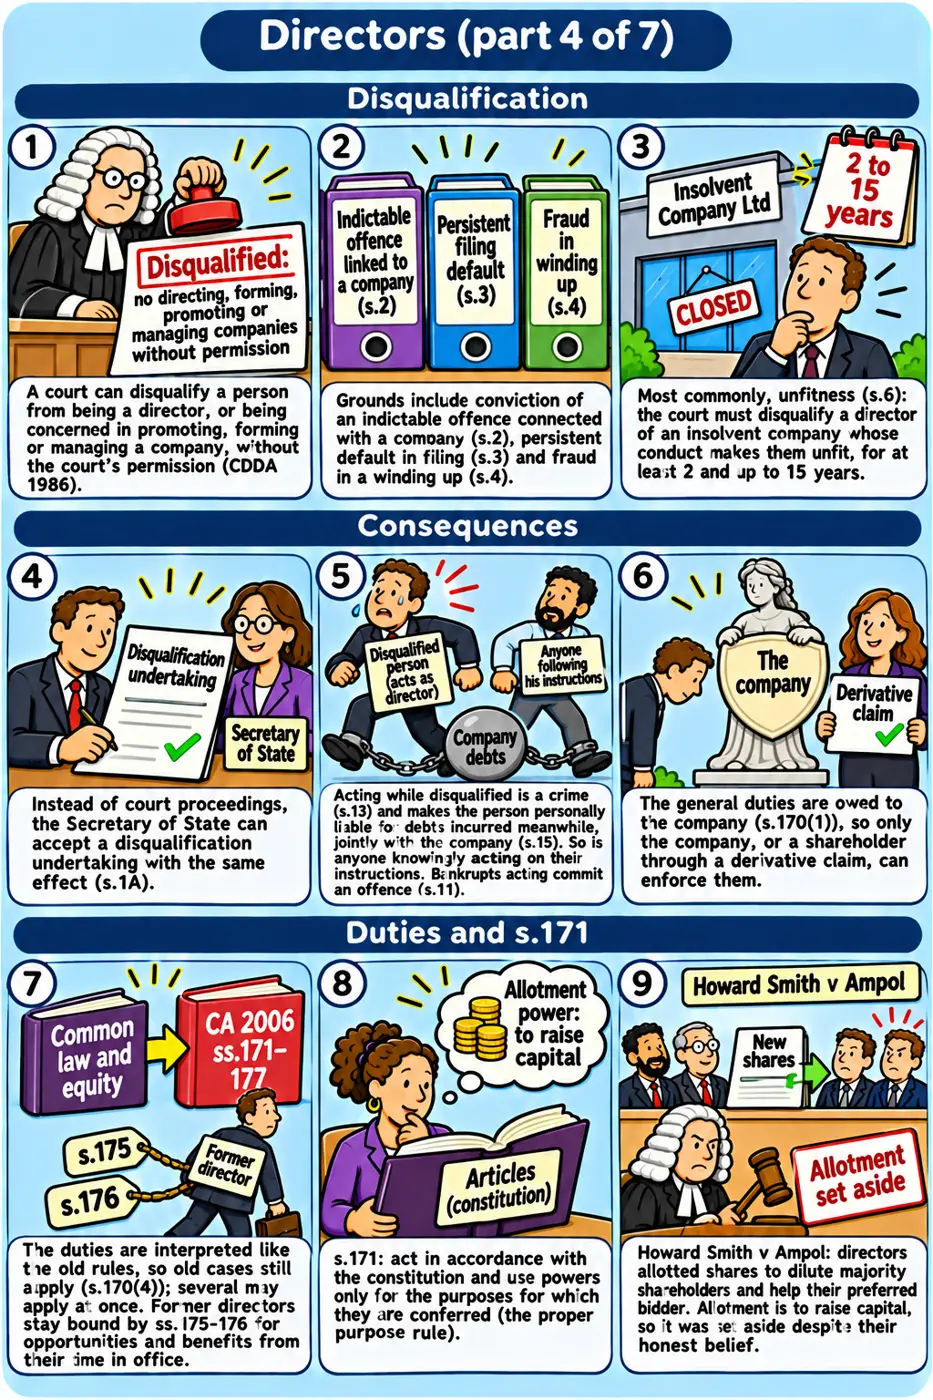 Directors (part 4 of 7)
Disqualification
1
Disqualified:
no directing, forming,
promoting or
managing companies
without permission
A court can disqualify a person
from being a director, or being
concerned in promoting, forming
or managing a company, without
the court's permission (CDDA
1986).
2
Indictable
offence
linked to
a company
(s.2)
Persistent
filing
default
(s.3)
Fraud
in
winding
up
(s.4)
Grounds include conviction of
an indictable offence connected
with a company (s.2), persistent
default in filing (s.3) and fraud
in a winding up (s.4).
3
Insolvent
Company Ltd
2 to
15
years
CLOSED
Most commonly, unfitness (s.6):
the court must disqualify a director
of an insolvent company whose
conduct makes them unfit, for at
least 2 and up to 15 years.
Consequences
4
Disqualification
undertaking
Secretary
of State
Instead of court proceedings,
the Secretary of State can
accept a disqualification
undertaking with the same
effect (s.1A).
5
Disqualified
person
(acts as
director)
Anyone
following
his instructions
Company
debts
Acting while disqualified is a crime
(s.13) and makes the person personally
liable for debts incurred meanwhile,
jointly with the company (s.15). So is
anyone knowingly acting on their
instructions. Bankrupts acting commit
an offence (s.11).
6
The
company
Derivative
claim
The general duties are owed to
the company (s.170(1)), so only
the company, or a shareholder
through a derivative claim, can
enforce them.
Duties and s.171
7
Common
law and
equity
CA 2006
ss.171–
177
s.175
s.176
Former
director
The duties are interpreted like
the old rules, so old cases still
apply (s.170(4)); several may
apply at once. Former directors
stay bound by ss.175-176 for
opportunities and benefits from
their time in office.
8
Allotment
power:
to raise
capital
Articles
(constitution)
s.171: act in accordance with
the constitution and use powers
only for the purposes for which
they are conferred (the proper
purpose rule).
9
Howard Smith v Ampol
New
shares
Allotment
set aside
Howard Smith v Ampol: directors
allotted shares to dilute majority
shareholders and help their preferred
bidder. Allotment is to raise capital,
so it was set aside despite their
honest belief.